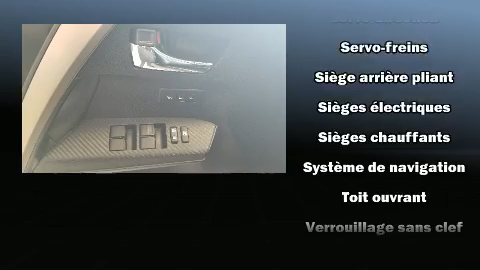 Servo-freins
Siège arrière pliant
Sièges électriques
Sièges chauffants
Système de navigation
Toit ouvrant
Verrouillage sans clef